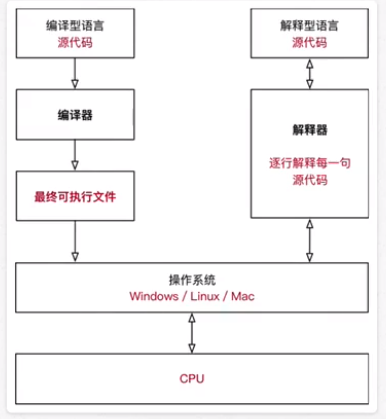 编译型语言
源代码
编译器
最终可执行文件
解释型语言
源代码
解释器
逐行解释每一句
源代码
操作系统
Windows / Linux / Mac
CPU